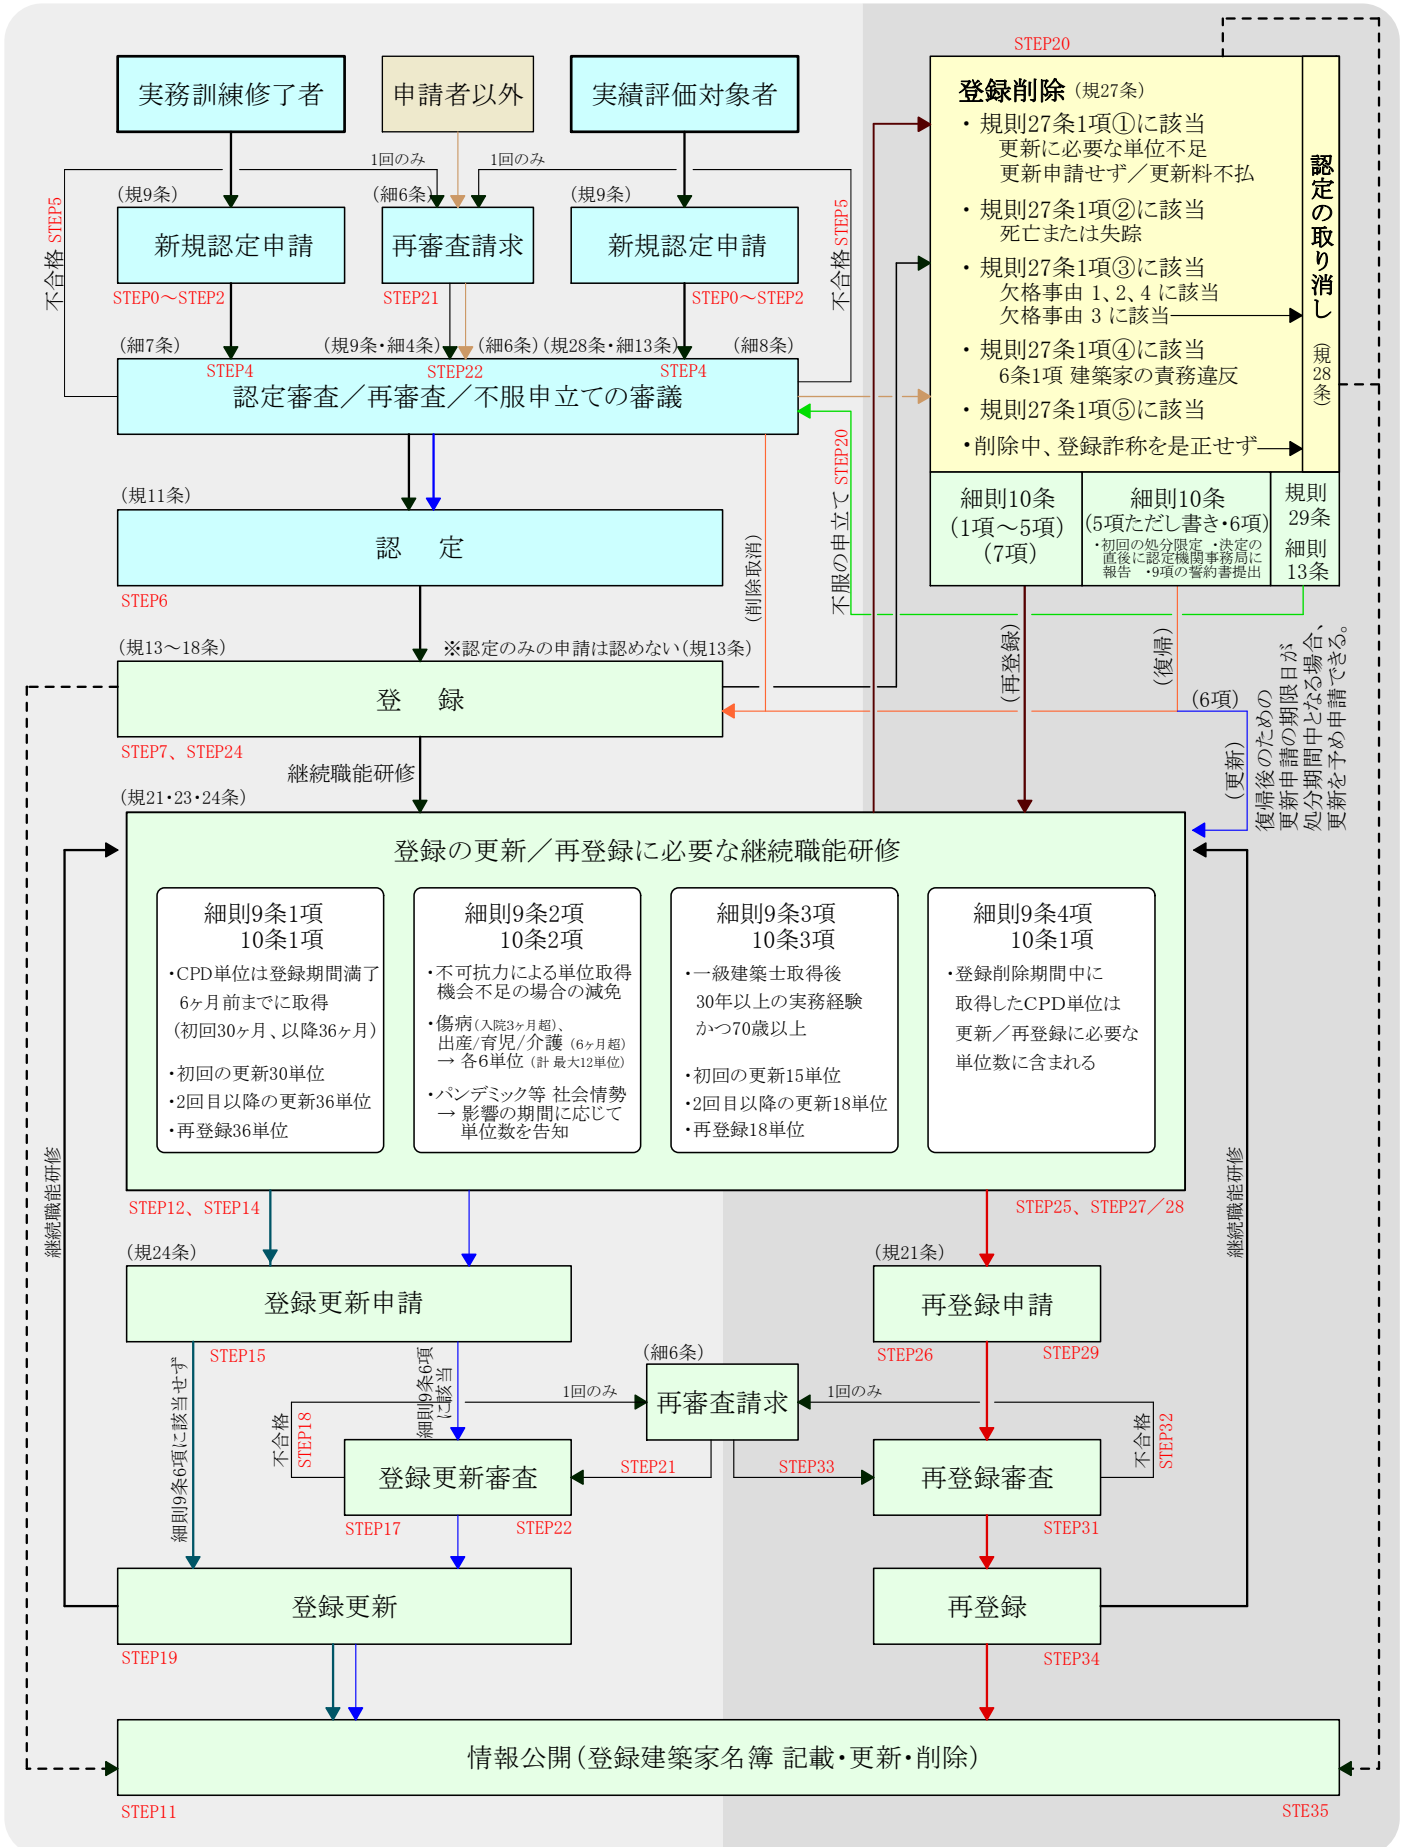 STEP20
実務訓練修了者
申請者以外
実績評価対象者
1回のみ
1回のみ
(規9条)
(細6条)
(規9条)
不合格 STEP5
新規認定申請
再審査請求
新規認定申請
不合格 STEP5
STEP0～STEP2
STEP21
STEP0～STEP2
(細7条)
(規9条・細4条)
(細6条)
(規28条・細13条)
(細8条)
STEP4
STEP22
STEP4
認定審査／再審査／不服申立ての審議
登録削除 (規27条)
・規則27条1項①に該当
更新に必要な単位不足
更新申請せず／更新料不払
・規則27条1項②に該当
死亡または失踪
・規則27条1項③に該当
欠格事由 1、2、4 に該当
欠格事由 3 に該当
・規則27条1項④に該当
6条1項 建築家の責務違反
・規則27条1項⑤に該当
・削除中、登録詐称を是正せず
認定の取り消し
(規28条)
細則10条
(1項～5項)
(7項)
細則10条
(5項ただし書き・6項)
・初回の処分限定 ・決定の
直後に認定機関事務局に
報告 ・9項の誓約書提出
規則
29条
細則
13条
不服の申立て STEP20
(規11条)
認　定
STEP6
(削除取消)
(再登録)
(復帰)
(6項)
(更新)
復帰後のための
更新申請の期限日が
処分期間中となる場合、
更新を予め申請できる。
(規13～18条)
※認定のみの申請は認めない(規13条)
登　録
STEP7、STEP24
継続職能研修
(規21・23・24条)
登録の更新／再登録に必要な継続職能研修
細則9条1項
10条1項
・CPD単位は登録期間満了
6ヶ月前までに取得
(初回30ヶ月、以降36ヶ月)
・初回の更新30単位
・2回目以降の更新36単位
・再登録36単位
細則9条2項
10条2項
・不可抗力による単位取得
機会不足の場合の減免
・傷病(入院3ヶ月超)、
出産/育児/介護 (6ヶ月超)
→ 各6単位 (計 最大12単位)
・パンデミック等 社会情勢
→ 影響の期間に応じて
単位数を告知
細則9条3項
10条3項
・一級建築士取得後
30年以上の実務経験
かつ70歳以上
・初回の更新15単位
・2回目以降の更新18単位
・再登録18単位
細則9条4項
10条1項
・登録削除期間中に
取得したCPD単位は
更新／再登録に必要な
単位数に含まれる
継続職能研修
継続職能研修
STEP12、STEP14
STEP25、STEP27／28
(規24条)
登録更新申請
STEP15
(規21条)
再登録申請
STEP26
STEP29
細則9条6項に該当せず
細則9条6項
に該当
(細6条)
再審査請求
1回のみ
1回のみ
不合格
STEP18
不合格
STEP32
登録更新審査
STEP21
STEP33
再登録審査
STEP17
STEP22
STEP31
登録更新
再登録
STEP19
STEP34
情報公開(登録建築家名簿 記載・更新・削除)
STEP11
STE35